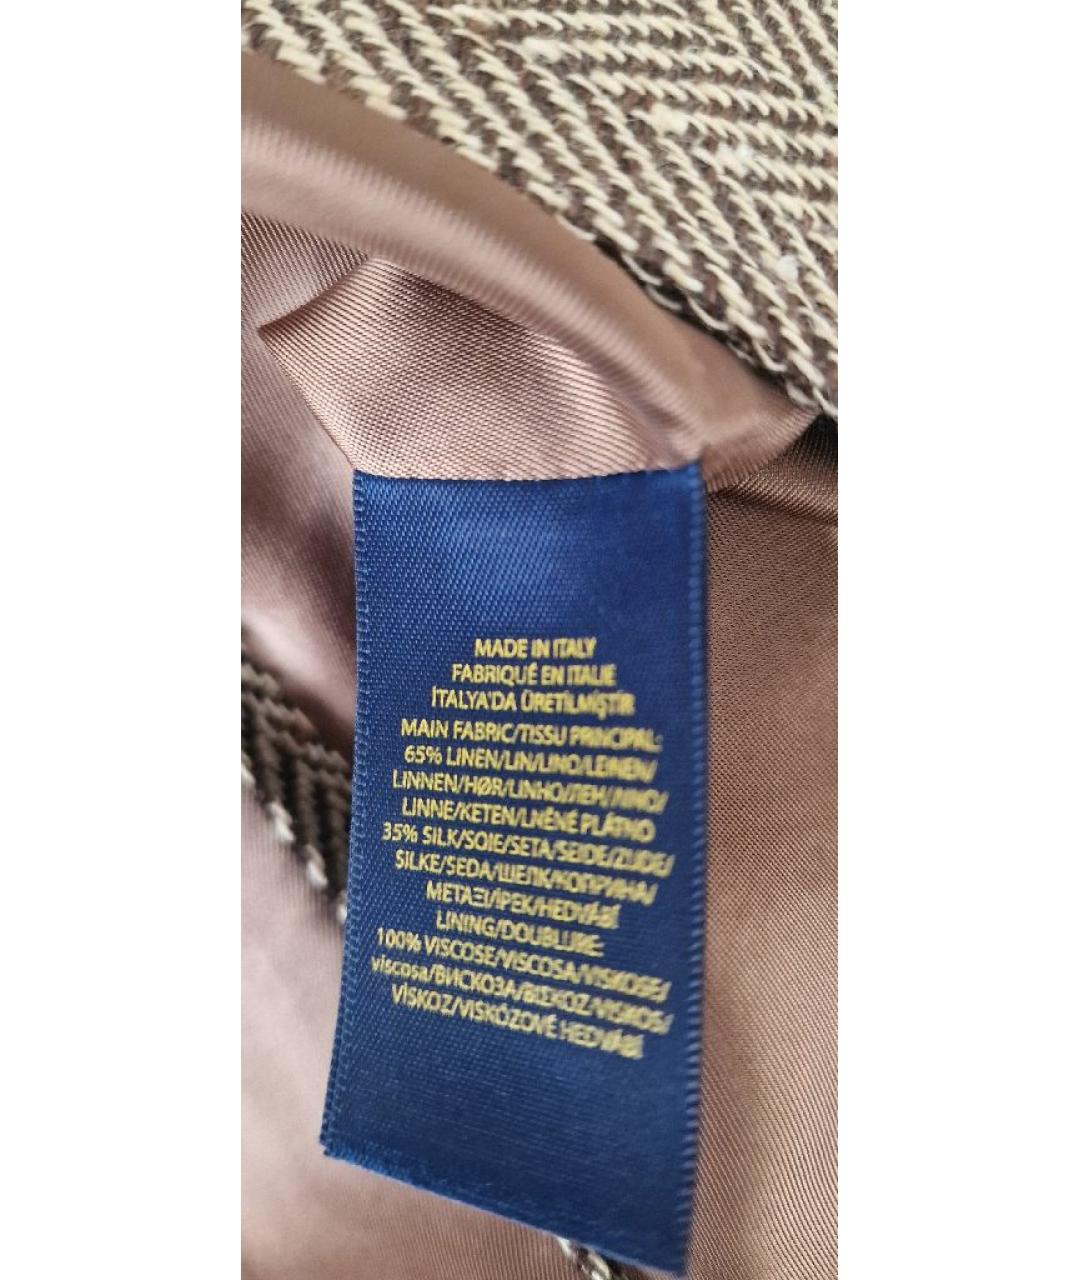 MADE IN ITALY
FABRIQUÉ EN ITALIE
İTALYA'DA ÜRETİLMİŞTİR
MAIN FABRIC/TISSU PRINCIPAL:
65% LINEN/LIN/LINO/LEINEN/
LINNEN/HØR/LINHO/ЛЕН/ΛΙΝΟ/
LINNE/KETEN/LNĚNÉ PLÁTNO
35% SILK/SOIE/SETA/SEIDE/ZIJDE/
SILKE/SEDA/ШЕЛК/КОПРИНА/
ΜΕΤΑΞΙ/İPEK/HEDVÁBÍ
LINING/DOUBLURE:
100% VISCOSE/VISCOSA/VISKOSE/
viscosa/ВИСКОЗА/ΒΙΣΚΟΖ/VISKOS/
VİSKOZ/VISKÓZOVÉ HEDVÁBÍ